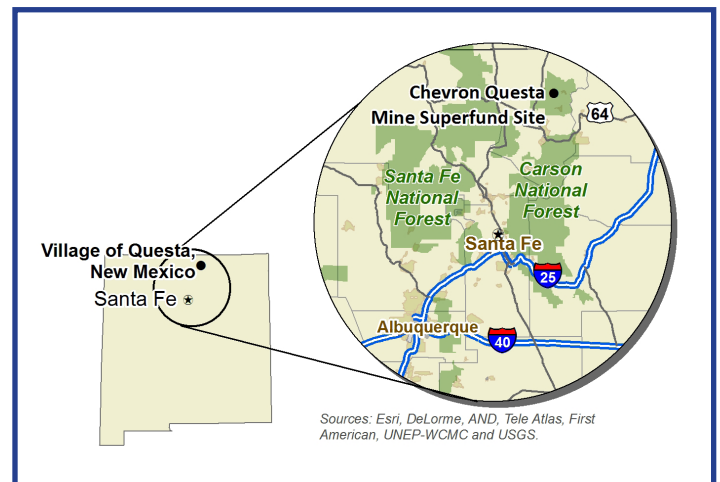 Chevron Questa
Mine Superfund Site
64
Santa Fe
National
Forest
Carson
National
Forest
Santa Fe
25
Albuquerque
40
Village of Questa,
New Mexico
Santa Fe
Sources: Esri, DeLorme, AND, Tele Atlas, First
American, UNEP-WCMC and USGS.